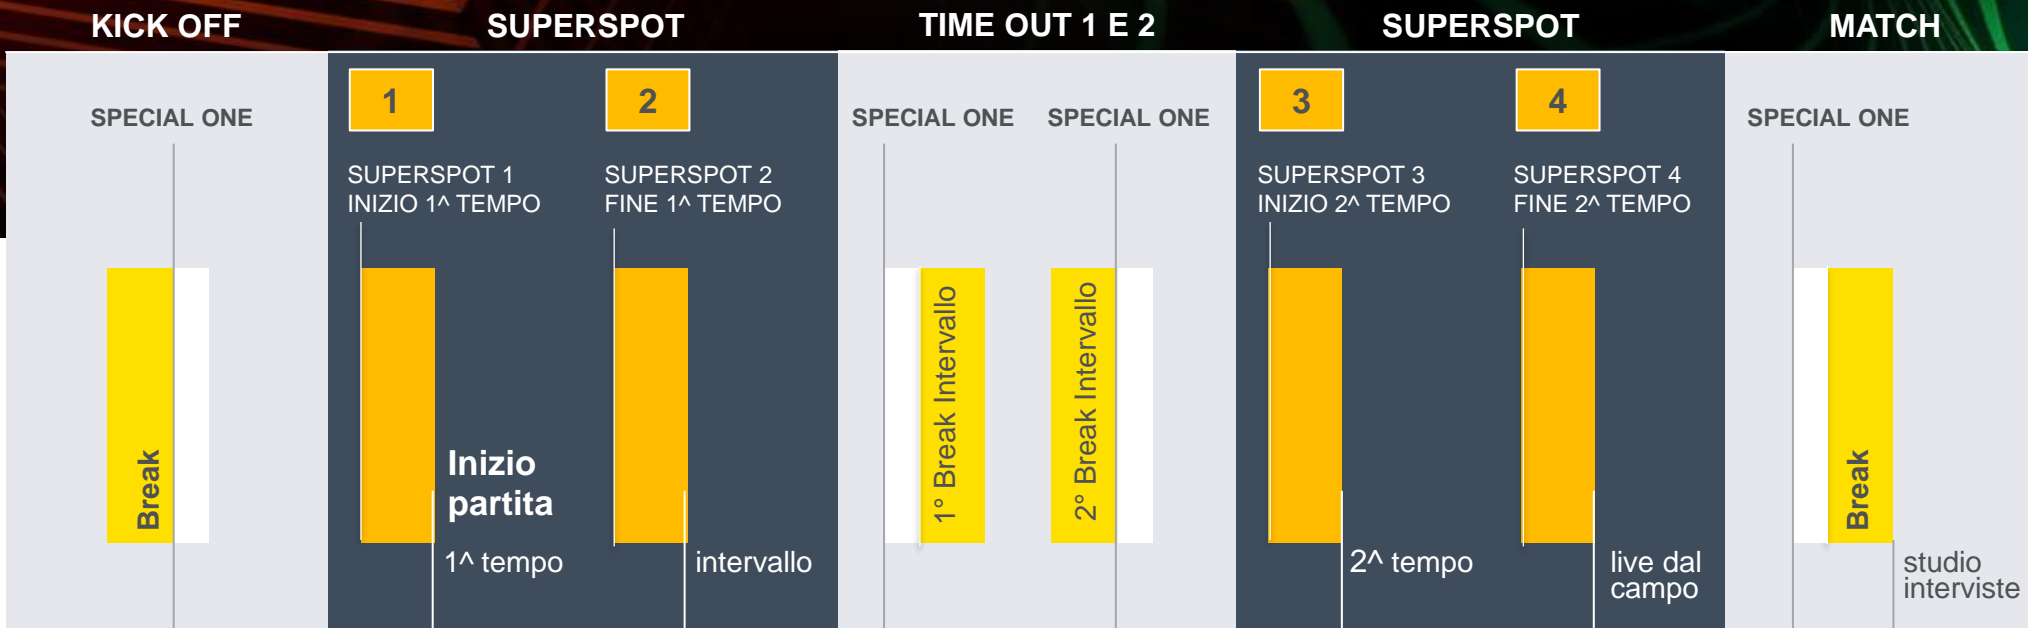 KICK OFF
SUPERSPOT
TIME OUT 1 E 2
SUPERSPOT
MATCH
SPECIAL ONE
Break
1
SUPERSPOT 1
INIZIO 1^ TEMPO
Inizio
partita
1^ tempo
2
SUPERSPOT 2
FINE 1^ TEMPO
intervallo
SPECIAL ONE
1° Break Intervallo
SPECIAL ONE
2° Break Intervallo
3
SUPERSPOT 3
INIZIO 2^ TEMPO
2^ tempo
4
SUPERSPOT 4
FINE 2^ TEMPO
live dal
campo
SPECIAL ONE
Break
studio
interviste